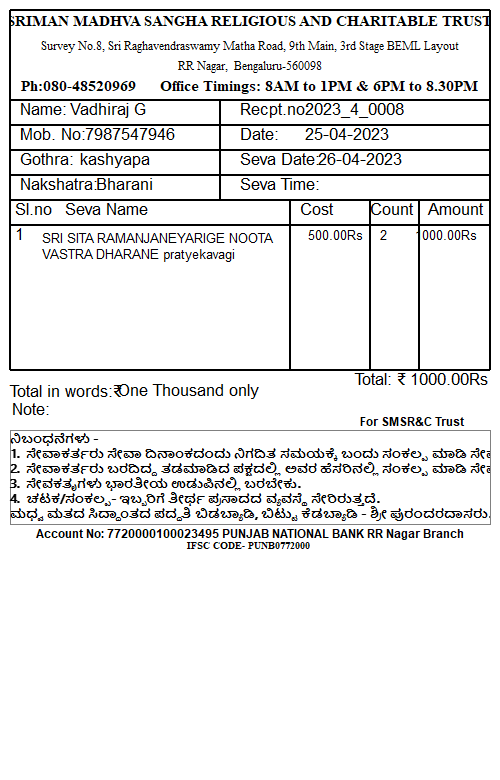 SRIMAN MADHVA SANGHA RELIGIOUS AND CHARITABLE TRUST
Survey No.8, Sri Raghavendraswamy Matha Road, 9th Main, 3rd Stage BEML Layout
RR Nagar, Bengaluru-560098
Ph:080-48520969 Office Timings: 8AM to 1PM & 6PM to 8.30PM
Name: Vadhiraj G Recpt.no2023_4_0008
Mob. No:7987547946 Date: 25-04-2023
Gothra: kashyapa Seva Date:26-04-2023
Nakshatra:Bharani Seva Time:
Sl.no Seva Name Cost Count Amount
1 SRI SITA RAMANJANEYARIGE NOOTA 500.00Rs 2 1000.00Rs
VASTRA DHARANE pratyekavagi
Total: ₹ 1000.00Rs
Total in words:₹One Thousand only
Note:
For SMSR&C Trust
ನಿಬಂಧನೆಗಳು -
1. ಸೇವಾಕರ್ತರು ಸೇವಾ ದಿನಾಂಕದಂದು ನಿಗದಿತ ಸಮಯಕ್ಕೆ ಬಂದು ಸಂಕಲ್ಪ ಮಾಡಿ
2. ಸೇವಾಕರ್ತರು ಬರದಿದ್ದ ತಡಮಾಡಿದ ಪಕ್ಷದಲ್ಲಿ ಅವರ ಹೆಸರಿನಲ್ಲಿ ಸಂಕಲ್ಪ ಮಾಡಿ
3. ಸೇವಕತೃಗಳು ಭಾರತೀಯ ಉಡುಪಿನಲ್ಲಿ ಬರಬೇಕು.
4. ಚಟಕ/ಸಂಕಲ್ಪ- ಇಬ್ಬರಿಗೆ ತೀರ್ಥ ಪ್ರಸಾದದ ವ್ಯವಸ್ಥೆ ಸೇರಿರುತ್ತದೆ.
ಮಧ್ವ ಮತದ ಸಿದ್ಧಾಂತದ ಪದ್ಧತಿ ಬಿಡಬ್ಯಾಡಿ, ಬಿಟ್ಟು ಕೆಡಬ್ಯಾಡಿ - ಶ್ರೀ ಪುರಂದರದಾಸರು.
Account No: 7720000100023495 PUNJAB NATIONAL BANK RR Nagar Branch
IFSC CODE- PUNB0772000